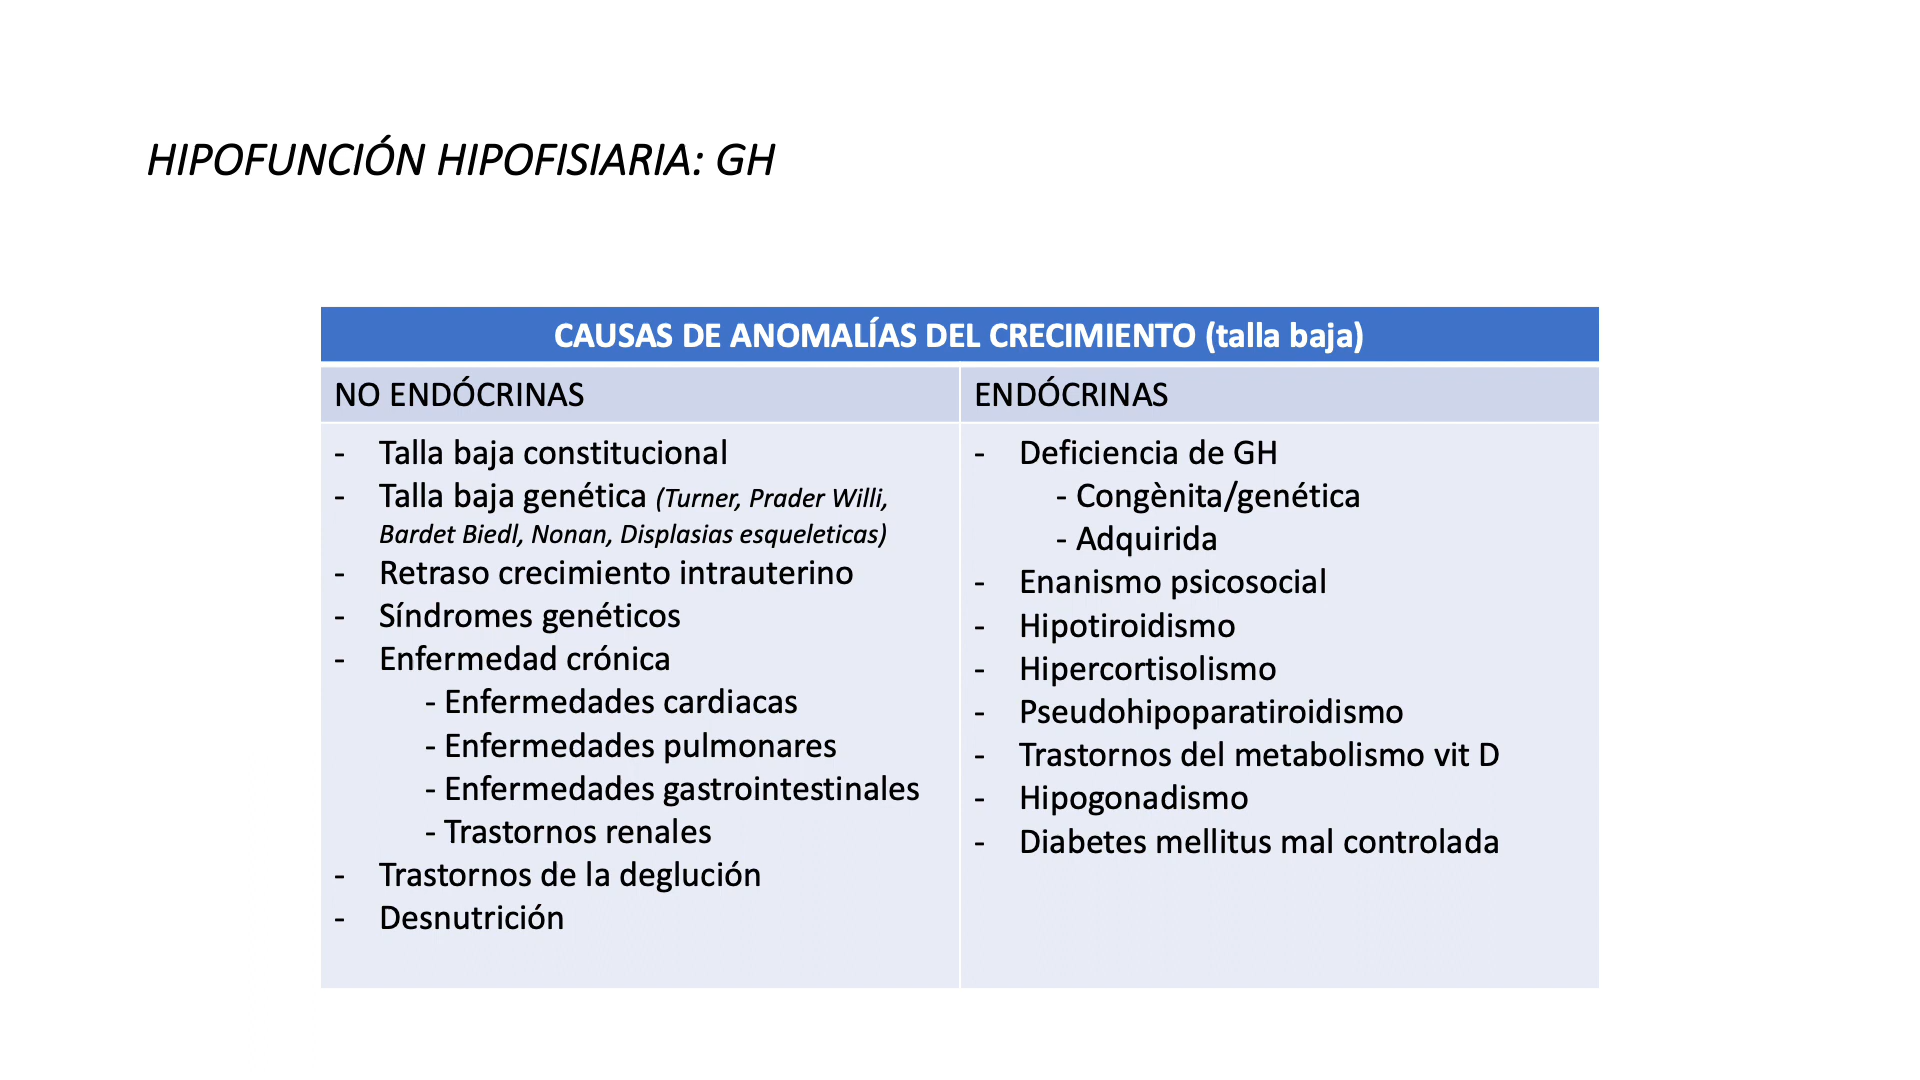 HIPOFUNCIÓN HIPOFISIARIA: GH
CAUSAS DE ANOMALÍAS DEL CRECIMIENTO (talla baja)
NO ENDÓCRINAS
- Talla baja constitucional
- Talla baja genética (Turner, Prader Willi,
Bardet Biedl, Nonan, Displasias esqueleticas)
- Retraso crecimiento intrauterino
- Síndromes genéticos
- Enfermedad crónica
- Enfermedades cardiacas
- Enfermedades pulmonares
- Enfermedades gastrointestinales
- Trastornos renales
- Trastornos de la deglución
- Desnutrición
ENDÓCRINAS
- Deficiencia de GH
- Congènita/genética
- Adquirida
- Enanismo psicosocial
- Hipotiroidismo
- Hipercortisolismo
- Pseudohipoparatiroidismo
- Trastornos del metabolismo vit D
- Hipogonadismo
- Diabetes mellitus mal controlada